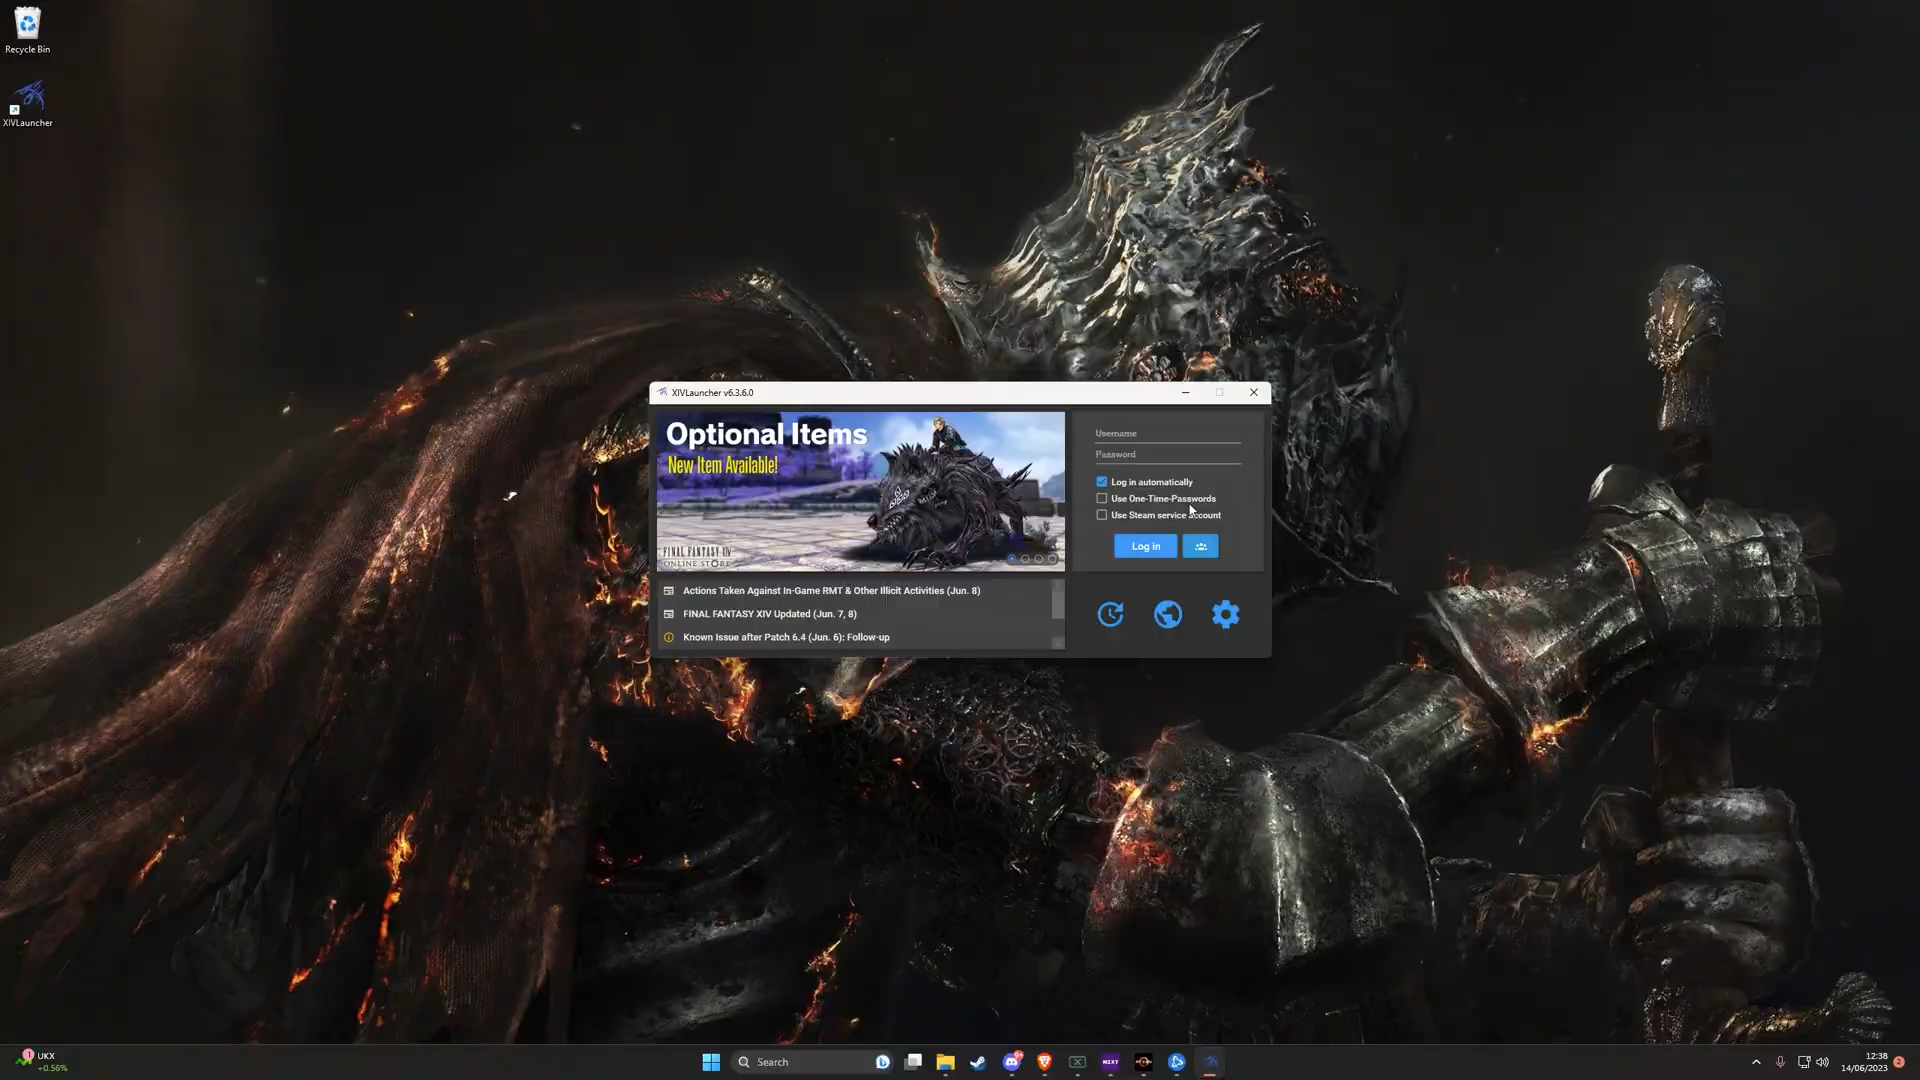 Recycle Bin
XIVLauncher
XIVLauncher v6.3.6.0
Optional Items
New Item Available!
FINAL FANTASY XIV
ONLINE STORE
Username
Password
Log in automatically
Use One-Time-Passwords
Use Steam service account
Log in
Actions Taken Against In-Game RMT & Other Illicit Activities (Jun. 8)
FINAL FANTASY XIV Updated (Jun. 7, 8)
Known Issue after Patch 6.4 (Jun. 6): Follow-up
1
UKX
+0.56%
Search
NEXT
12:38
14/06/2023
2